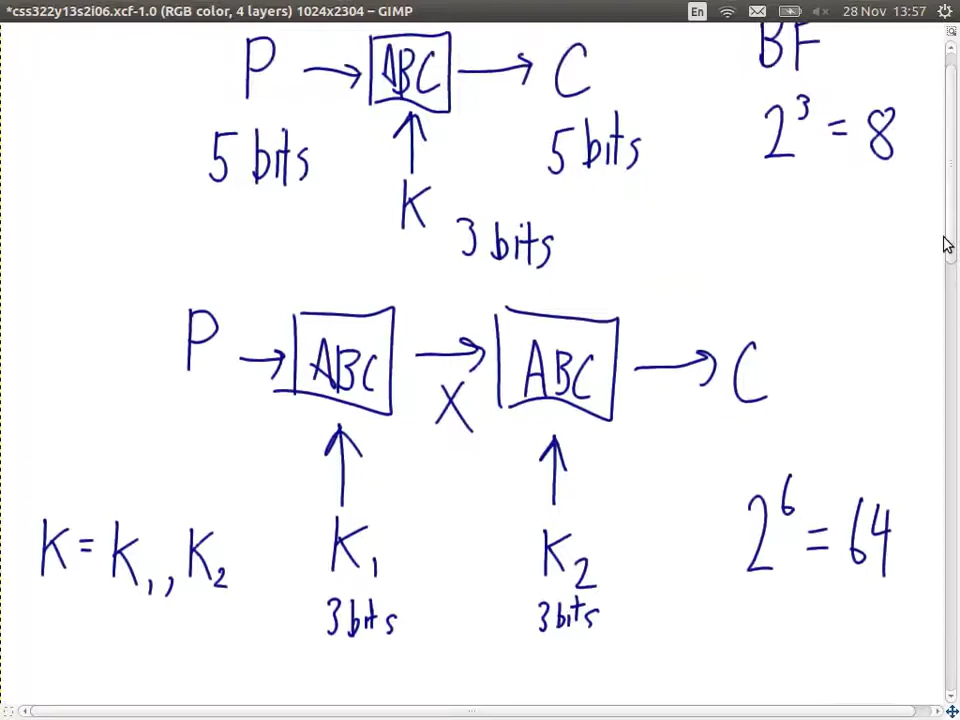 *css322y13s2i06.xcf-1.0 (RGB color, 4 layers) 1024x2304 – GIMP En 28 Nov 13:57
BF
P → ABC → C
2³ = 8
5 bits 5 bits
K
3 bits
P → ABC → X → ABC → C
K = K₁, K₂ K₁ K₂ 2⁶ = 64
3 bits 3 bits